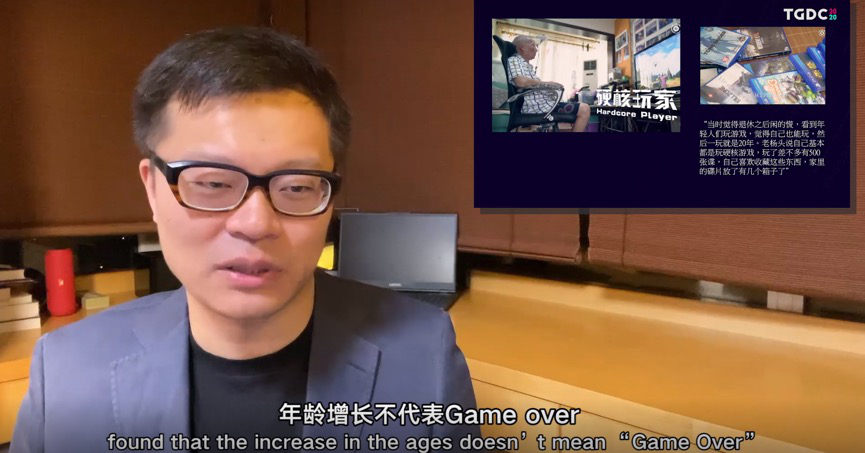 TGDC 2020
硬核玩家
Hardcore Player
“当时觉得退休之后闲的慌，看到年
轻人们玩游戏，觉得自己也能玩，然
后一玩就是20年。老杨头说自己基本
都是玩硬核游戏，玩了差不多有500
张碟，自己喜欢收藏这些东西，家里
的碟片放了有几个箱子了”
年龄增长不代表Game over
found that the increase in the ages doesn’t mean “Game Over”